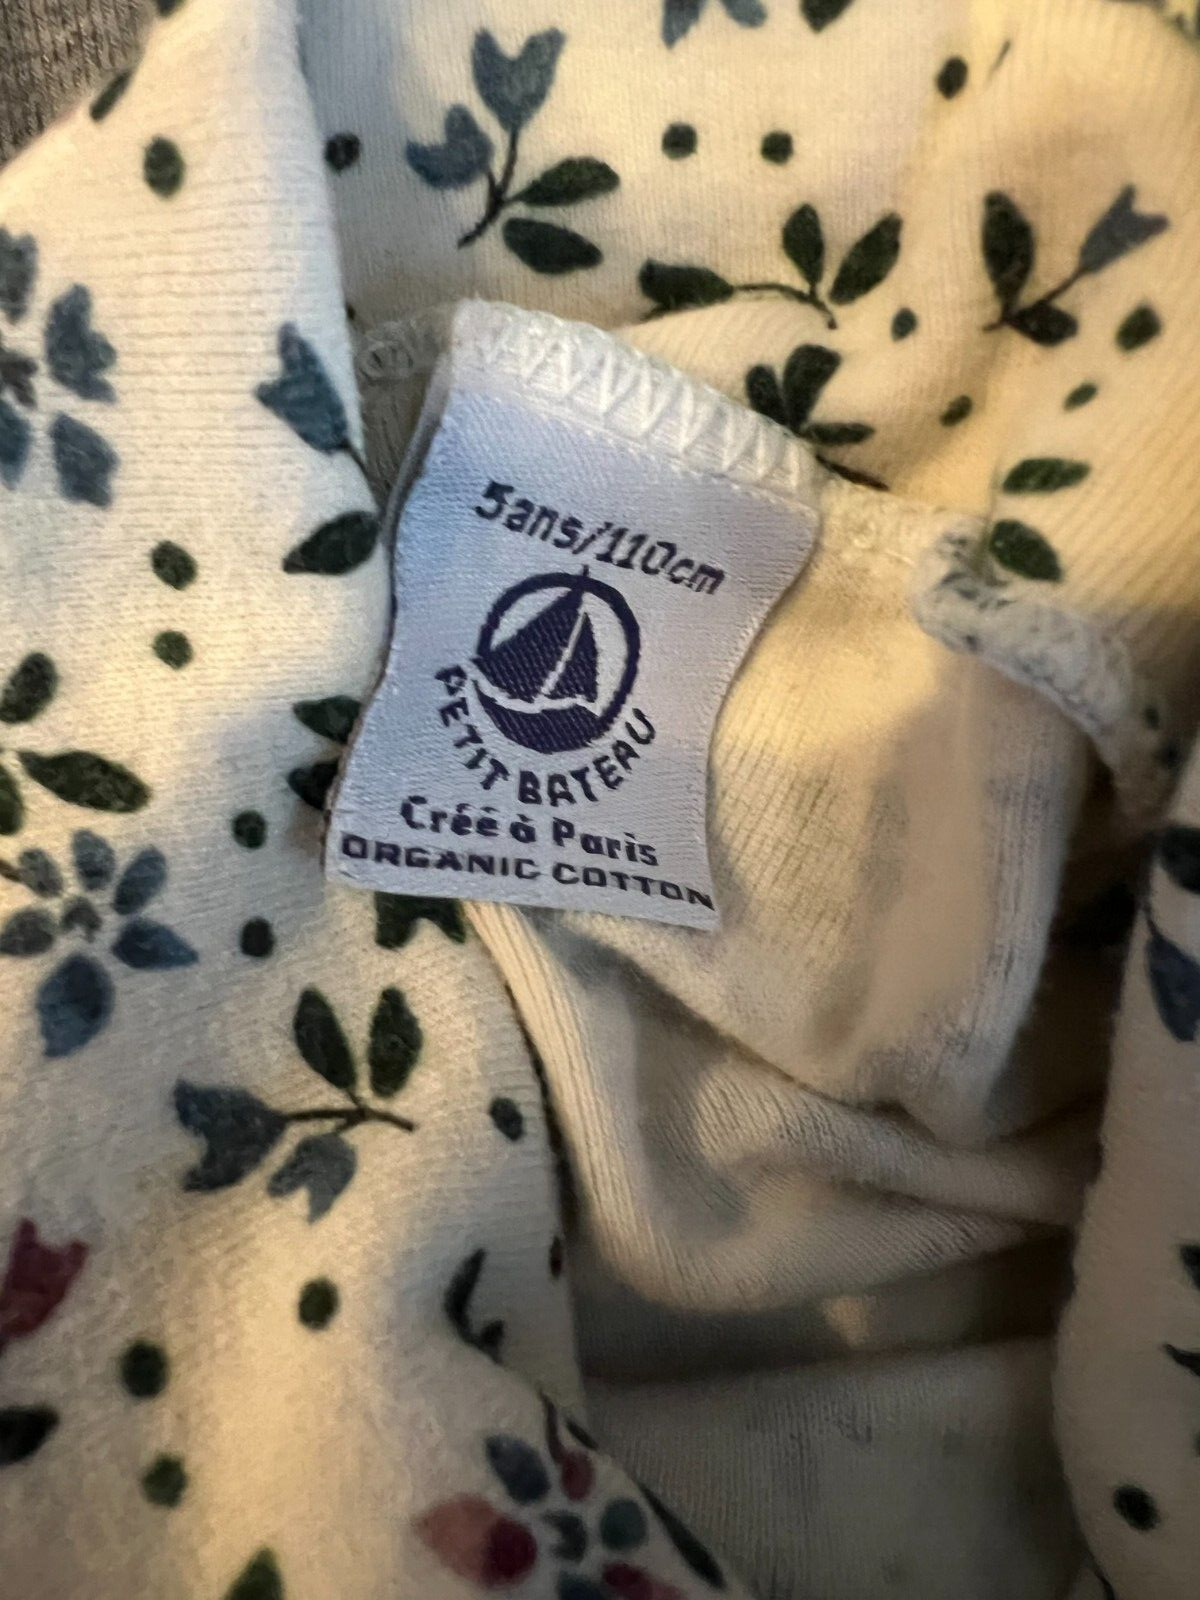 5ans/110cm
PETIT BATEAU
Créé à Paris
ORGANIC COTTON